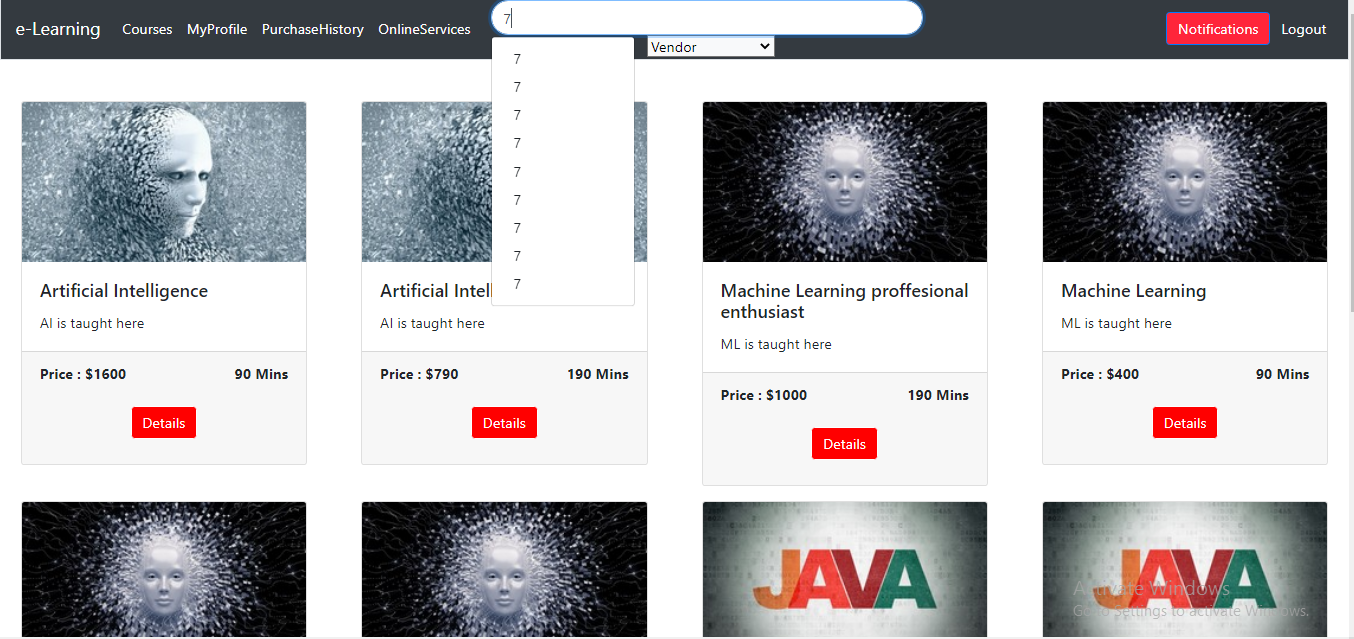 e-Learning Courses MyProfile PurchaseHistory OnlineServices 7 Notifications Logout
Vendor
7
7
7
7
7
7
7
7
7
Artificial Intelligence
AI is taught here
Price : $1600 90 Mins
Details
Artificial Intel
AI is taught here
Price : $790 190 Mins
Details
Machine Learning proffesional
enthusiast
ML is taught here
Price : $1000 190 Mins
Details
Machine Learning
ML is taught here
Price : $400 90 Mins
Details
JAVA
JAVA
Activate Windows
Go to Settings to activate Windows.